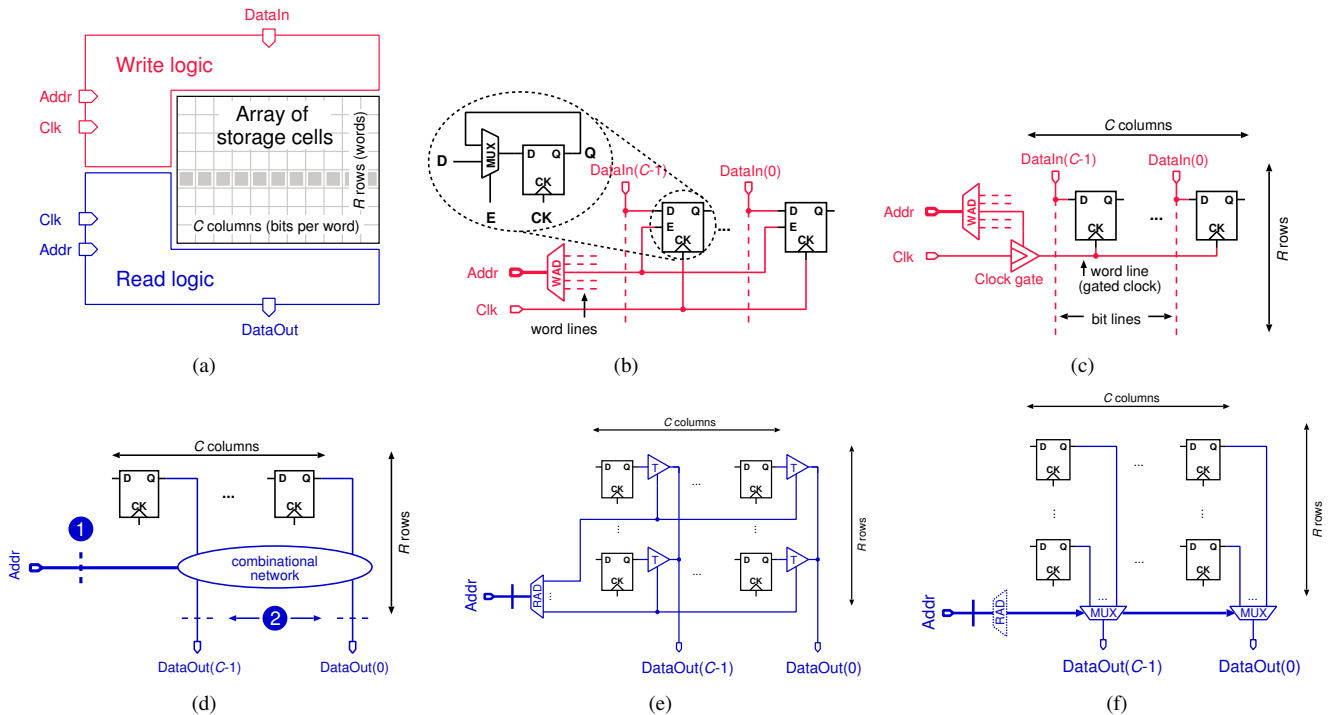 DataIn
Write logic
Addr
Clk
Array of
storage cells
R rows (words)
C columns (bits per word)
Clk
Addr
Read logic
DataOut
(a)
D
MUX
E
D
Q
CK
Q
CK
DataIn(C-1)
DataIn(0)
D
Q
E
CK
...
D
Q
E
CK
Addr
WAD
Clk
word lines
(b)
C columns
DataIn(C-1)
DataIn(0)
Addr
WAD
D
Q
CK
...
D
Q
CK
Clk
Clock gate
word line
(gated clock)
bit lines
R rows
(c)
C columns
D
Q
CK
...
D
Q
CK
R rows
1
Addr
combinational
network
2
DataOut(C-1)
DataOut(0)
(d)
C columns
D
Q
CK
T
...
D
Q
CK
T
R rows
...
...
D
Q
CK
T
...
D
Q
CK
T
Addr
RAD
...
DataOut(C-1)
DataOut(0)
(e)
C columns
D
Q
CK
...
D
Q
CK
R rows
...
...
D
Q
CK
...
D
Q
CK
...
...
Addr
RAD
MUX
MUX
DataOut(C-1)
DataOut(0)
(f)